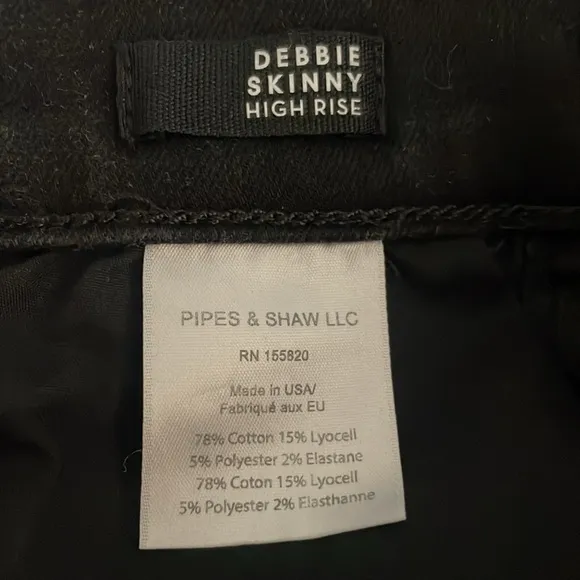 DEBBIE
SKINNY
HIGH RISE
PIPES & SHAW LLC
RN 155820
Made in USA/
Fabriqué aux EU
78% Cotton 15% Lyocell
5% Polyester 2% Elastane
78% Coton 15% Lyocell
5% Polyester 2% Elasthanne